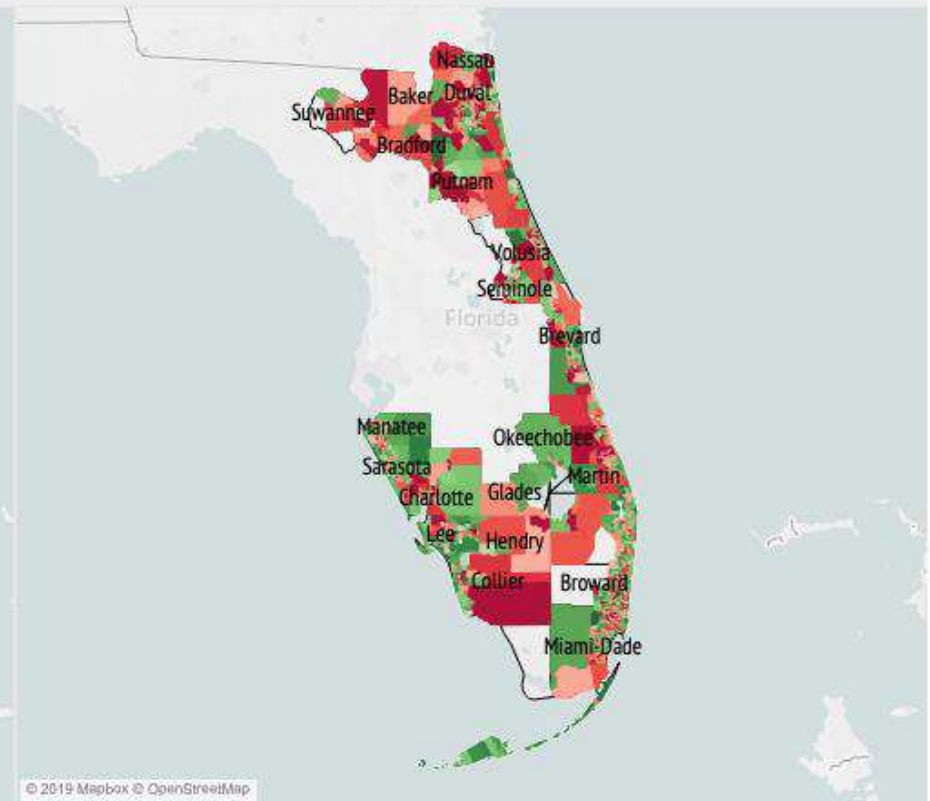 Nassau
Baker
Duval
Suwannee
Bradford
Putnam
Volusia
Seminole
Florida
Brevard
Manatee
Okeechobee
Sarasota
Martin
Charlotte
Glades
Lee
Hendry
Collier
Broward
Miami-Dade
© 2019 Mapbox © OpenStreetMap